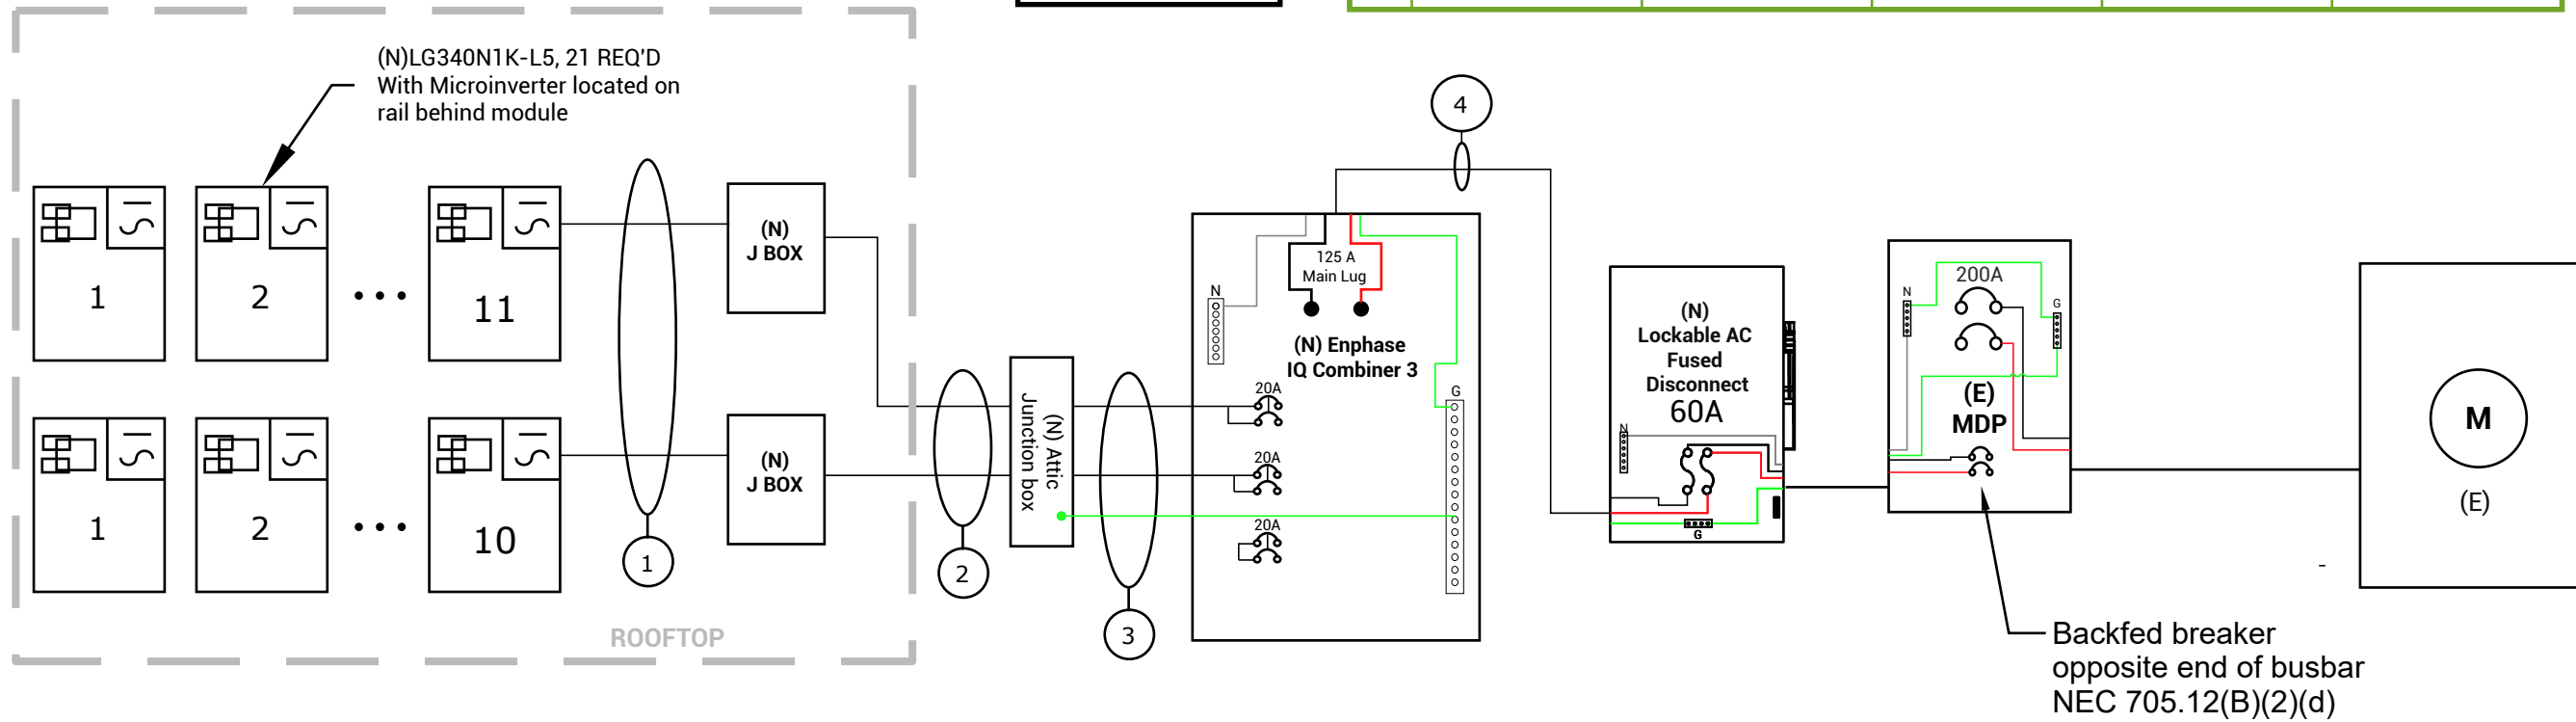 (N)LG340N1K-L5, 21 REQ'D
With Microinverter located on
rail behind module
1
2
11
(N)
J BOX
1
2
10
(N)
J BOX
ROOFTOP
1
2
(N) Attic
Junction box
3
4
N
125 A
Main Lug
(N) Enphase
IQ Combiner 3
20A
20A
20A
G
(N)
Lockable AC
Fused
Disconnect
60A
N
G
N
200A
G
(E)
MDP
M
(E)
-
Backfed breaker
opposite end of busbar
NEC 705.12(B)(2)(d)